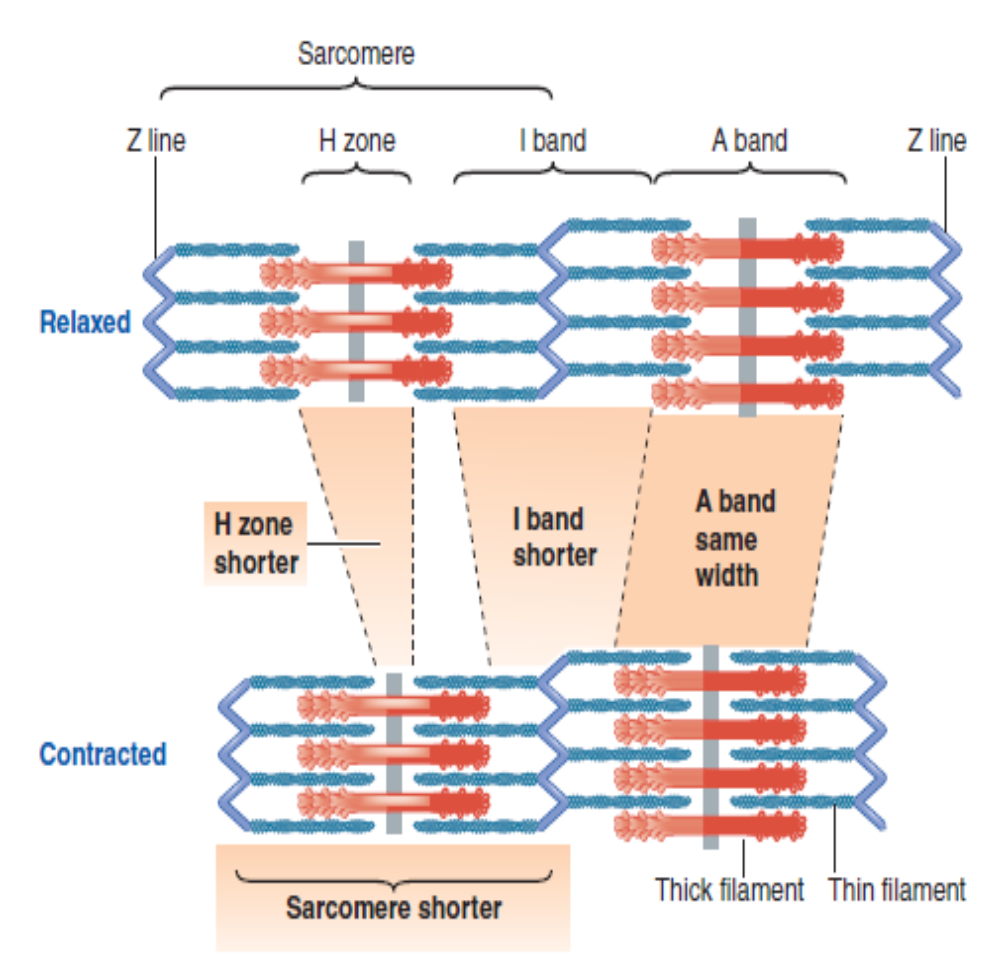 Sarcomere
Z line
H zone
I band
A band
Z line
Relaxed
H zone
shorter
I band
shorter
A band
same
width
Contracted
Thick filament
Thin filament
Sarcomere shorter